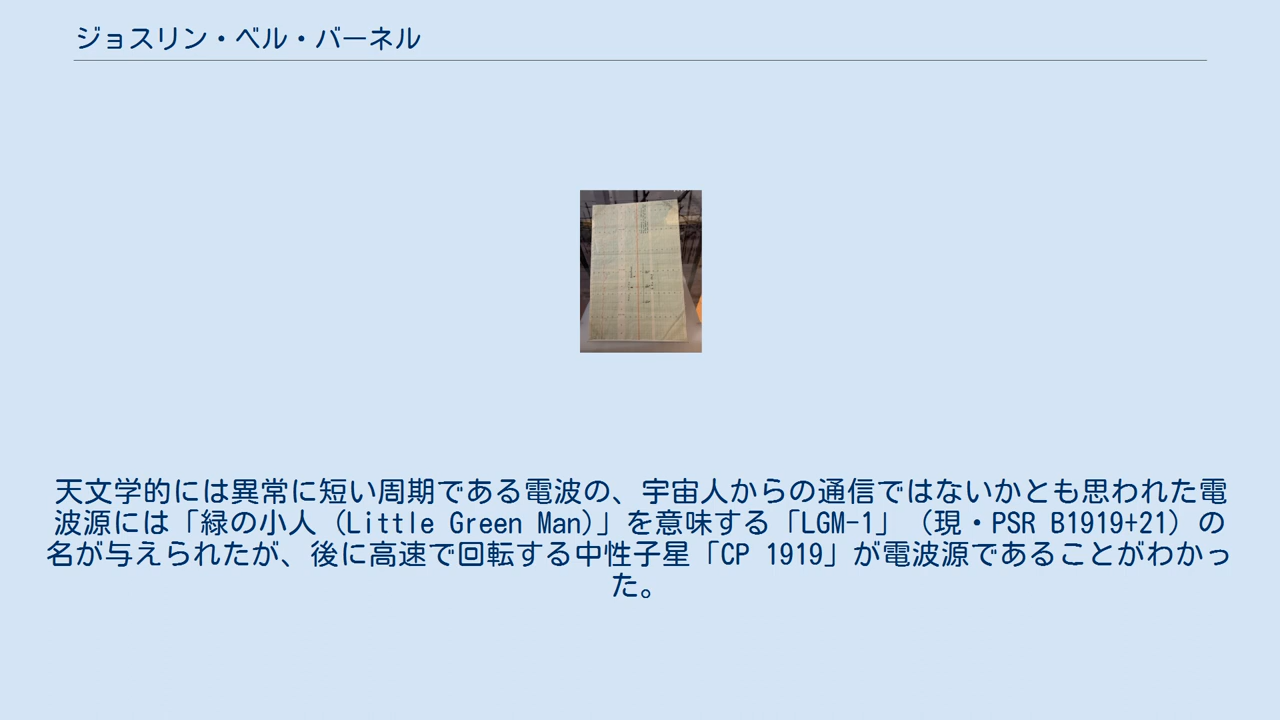 ジョスリン・ベル・バーネル
天文学的には異常に短い周期である電波の、宇宙人からの通信ではないかとも思われた電
波源には「緑の小人 (Little Green Man)」を意味する「LGM-1」（現・PSR B1919+21）の
名が与えられたが、後に高速で回転する中性子星「CP 1919」が電波源であることがわかっ
た。